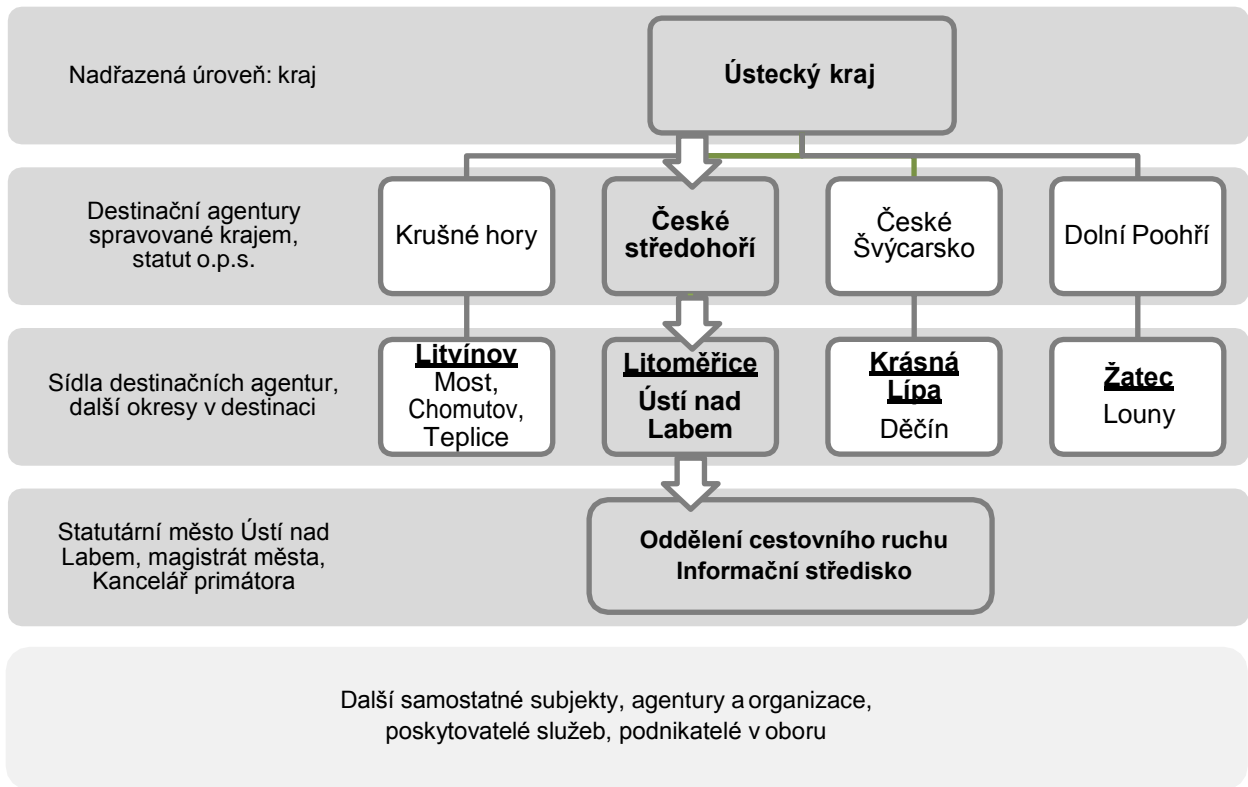 Nadřazená úroveň: kraj
Ústecký kraj
Destinační agentury
spravované krajem,
statut o.p.s.
Krušné hory
České
středohoří
České
Švýcarsko
Dolní Poohří
Sídla destinačních agentur,
další okresy v destinaci
Litvínov
Most,
Chomutov,
Teplice
Litoměřice
Ústí nad
Labem
Krásná
Lípa
Děčín
Žatec
Louny
Statutární město Ústí nad
Labem, magistrát města,
Kancelář primátora
Oddělení cestovního ruchu
Informační středisko
Další samostatné subjekty, agentury a organizace,
poskytovatelé služeb, podnikatelé v oboru